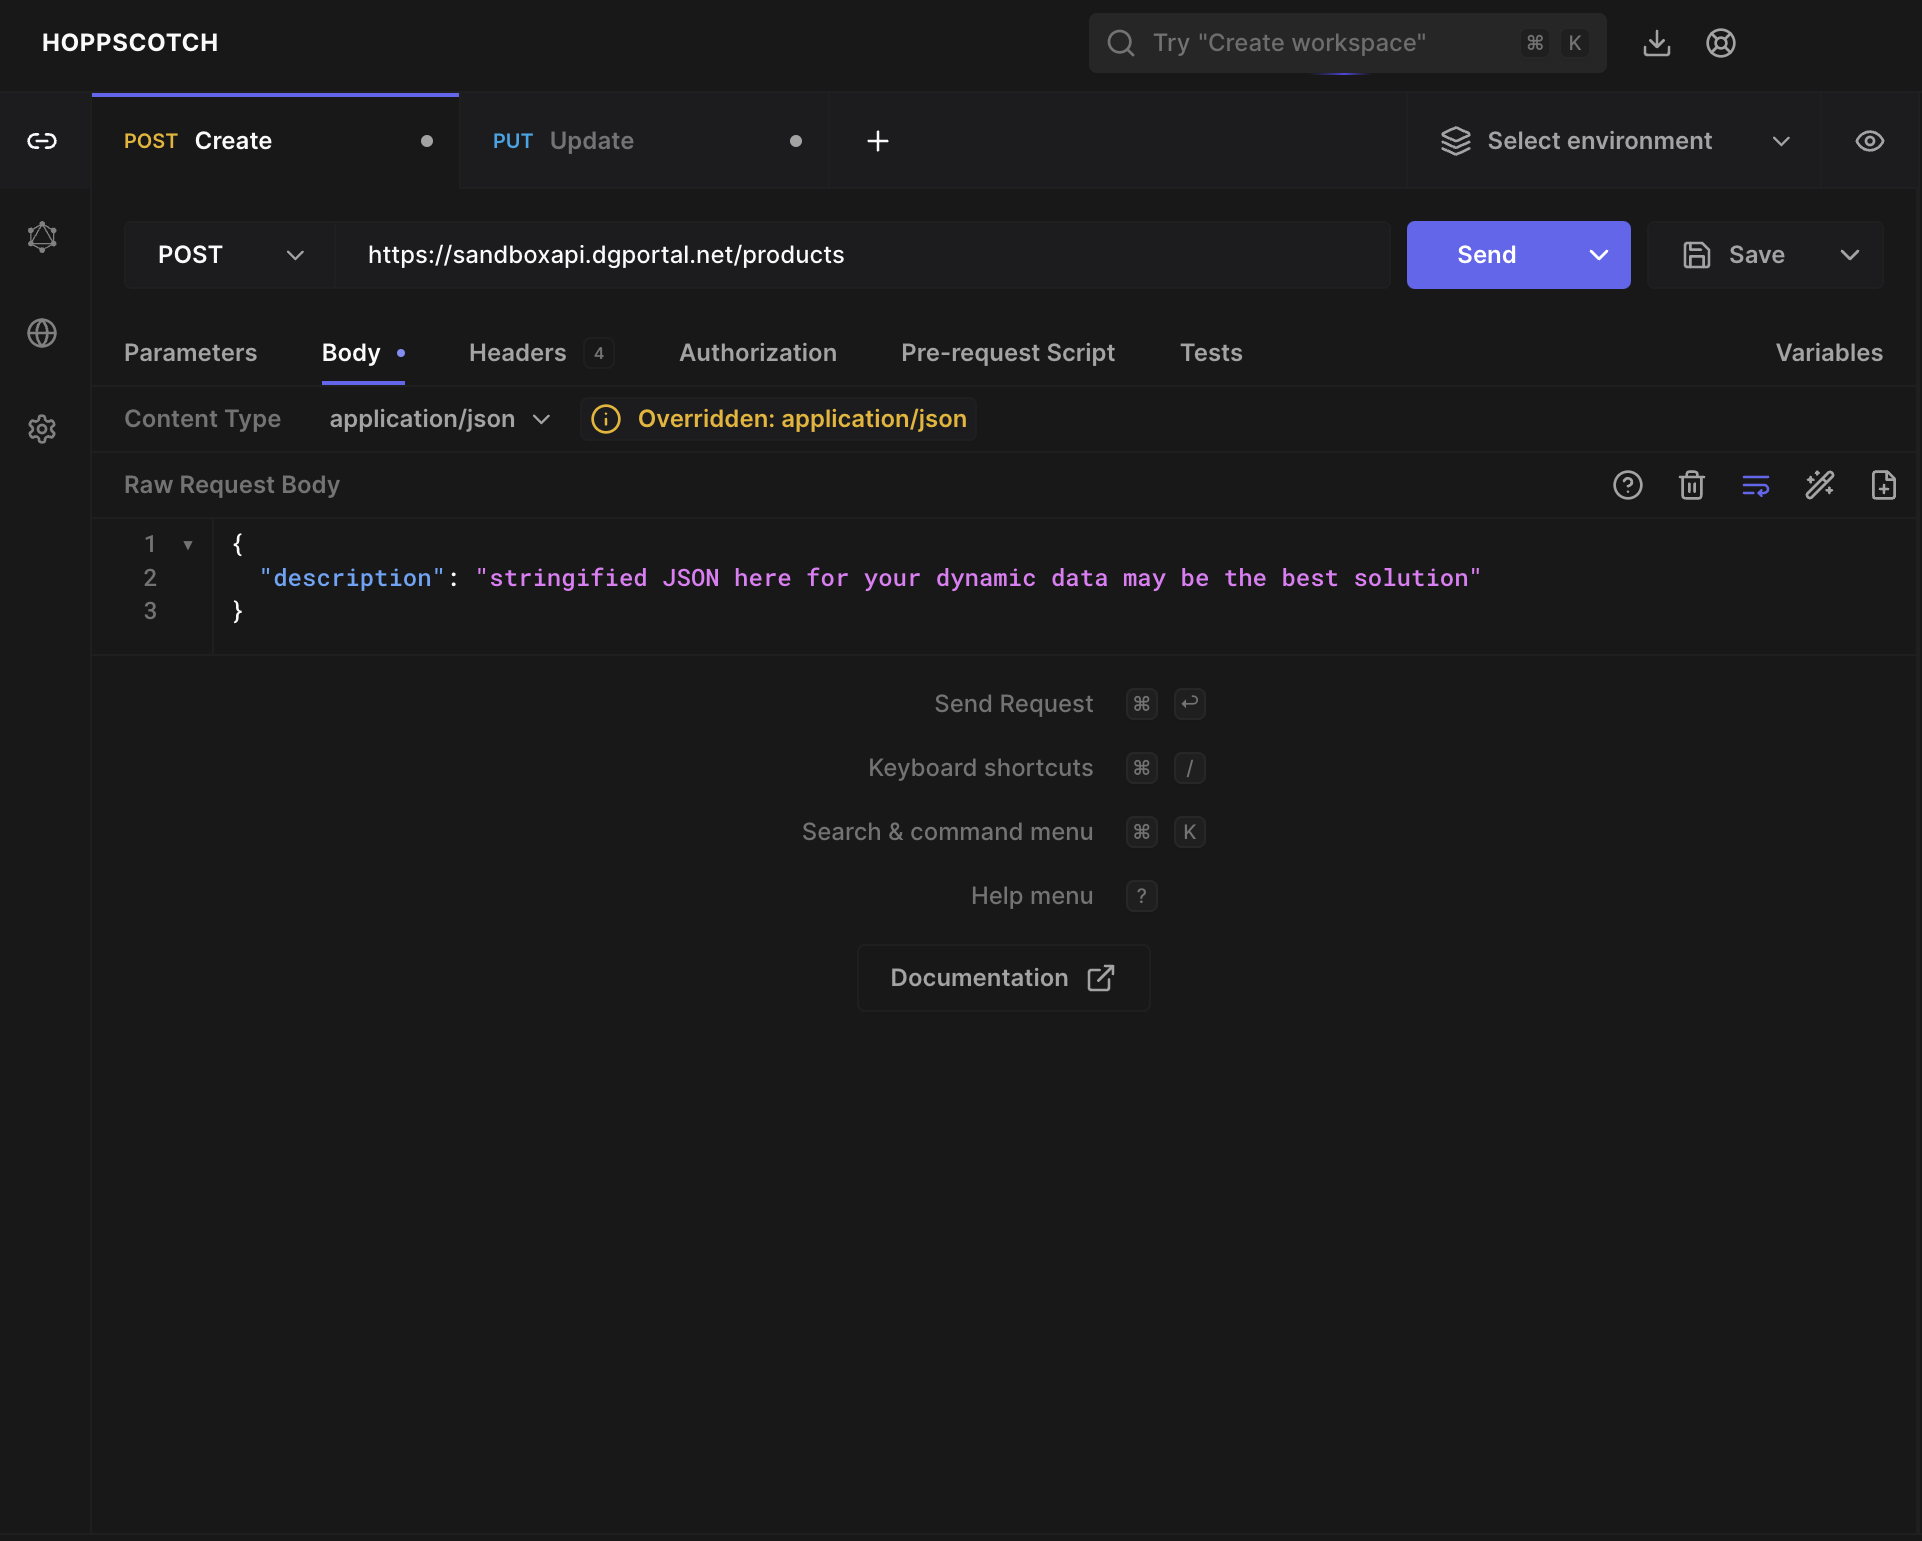 HOPPSCOTCH
Try "Create workspace" ⌘ K
POST Create
PUT Update
Select environment
POST
https://sandboxapi.dgportal.net/products
Send
Save
Parameters
Body
Headers 4
Authorization
Pre-request Script
Tests
Variables
Content Type application/json Overridden: application/json
Raw Request Body
1 {
2 "description": "stringified JSON here for your dynamic data may be the best solution"
3 }
Send Request ⌘ ↩
Keyboard shortcuts ⌘ /
Search & command menu ⌘ K
Help menu ?
Documentation